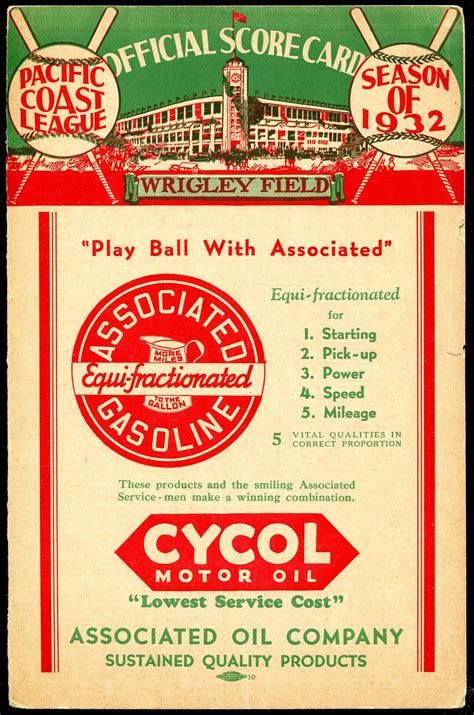 OFFICIAL SCORE CARD
PACIFIC
COAST
LEAGUE
SEASON
OF
1932
WRIGLEY FIELD
"Play Ball With Associated"
ASSOCIATED
MORE
MILES
Equi-fractionated
TO THE
GALLON
GASOLINE
Equi-fractionated
for
1. Starting
2. Pick-up
3. Power
4. Speed
5. Mileage
5 VITAL QUALITIES IN
CORRECT PROPORTION
These products and the smiling Associated
Service-men make a winning combination.
CYCOL
MOTOR OIL
"Lowest Service Cost"
ASSOCIATED OIL COMPANY
SUSTAINED QUALITY PRODUCTS
10